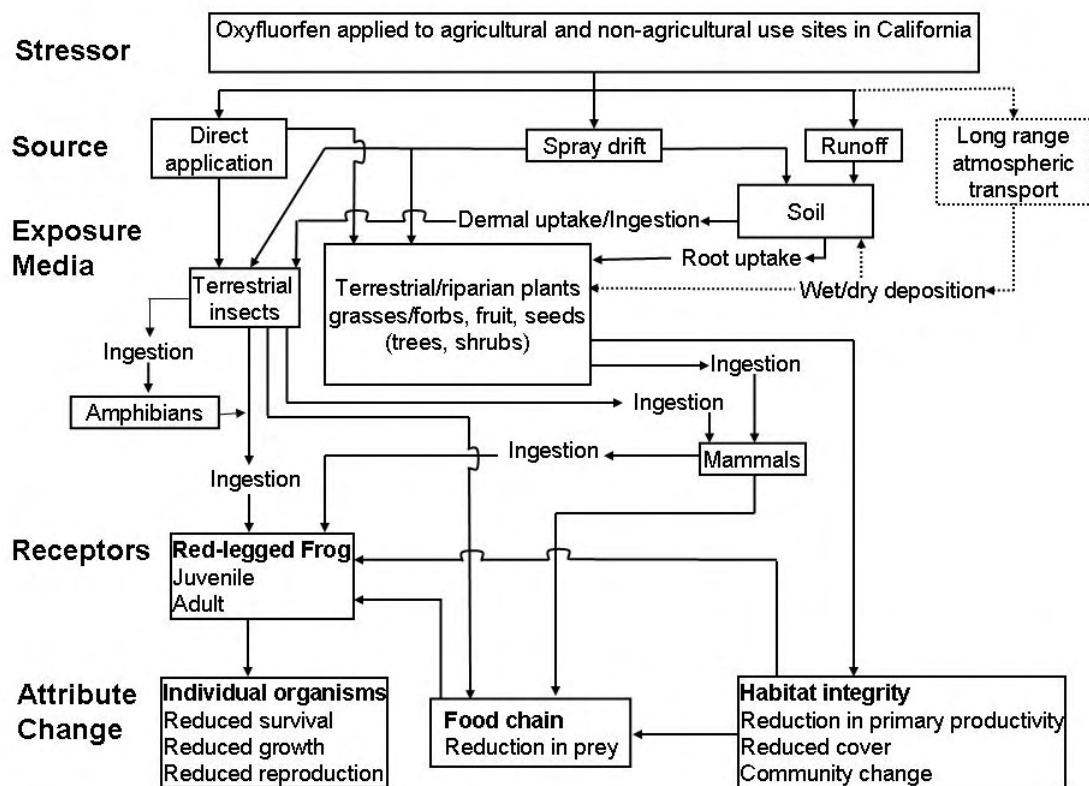 Stressor
Oxyfluorfen applied to agricultural and non-agricultural use sites in California
Source
Direct
application
Spray drift
Runoff
Long range
atmospheric
transport
Exposure
Media
Dermal uptake/Ingestion
Soil
Root uptake
Wet/dry deposition
Terrestrial
insects
Terrestrial/riparian plants
grasses/forbs, fruit, seeds
(trees, shrubs)
Ingestion
Ingestion
Amphibians
Ingestion
Ingestion
Mammals
Ingestion
Receptors
Red-legged Frog
Juvenile
Adult
Attribute
Change
Individual organisms
Reduced survival
Reduced growth
Reduced reproduction
Food chain
Reduction in prey
Habitat integrity
Reduction in primary productivity
Reduced cover
Community change